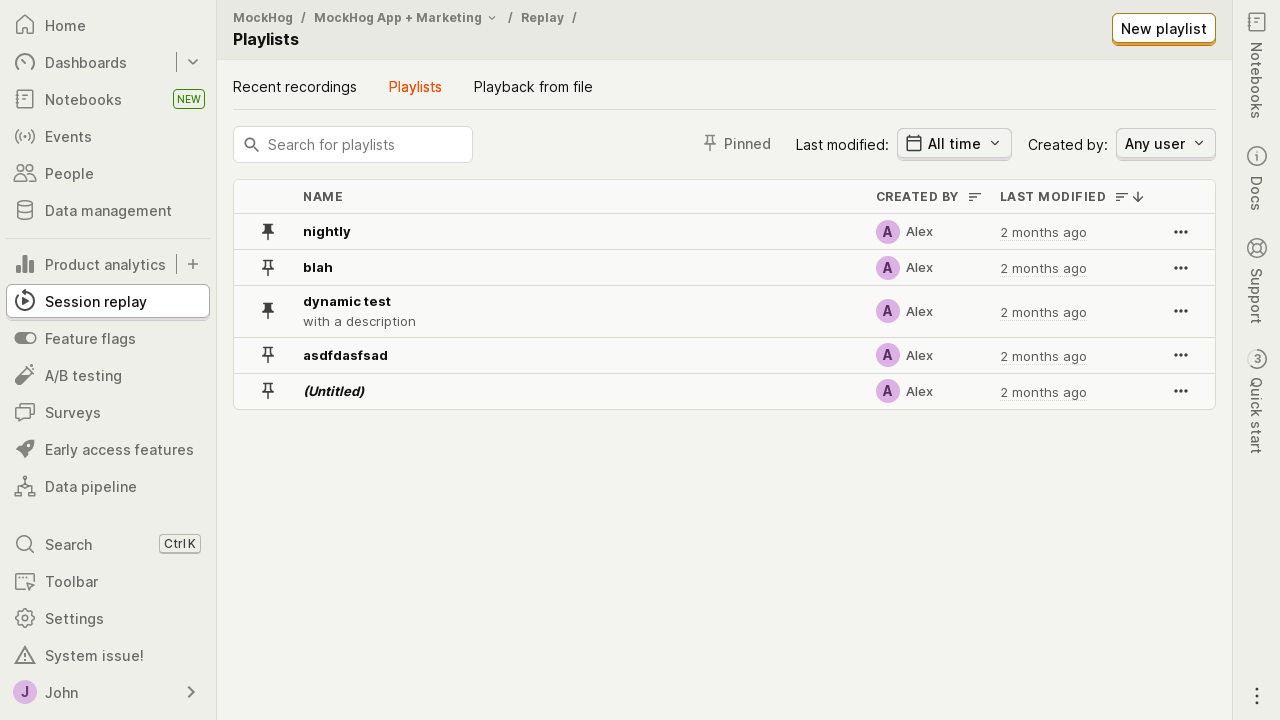 Home
Dashboards
Notebooks NEW
Events
People
Data management
Product analytics
Session replay
Feature flags
A/B testing
Surveys
Early access features
Data pipeline
Search Ctrl K
Toolbar
Settings
System issue!
J John
MockHog / MockHog App + Marketing / Replay /
Playlists
New playlist
Recent recordings Playlists Playback from file
Search for playlists Pinned Last modified: All time Created by: Any user
NAME CREATED BY LAST MODIFIED
nightly A Alex 2 months ago
blah A Alex 2 months ago
dynamic test A Alex 2 months ago
with a description
asdfdasfsad A Alex 2 months ago
(Untitled) A Alex 2 months ago
Notebooks
Docs
Support
3 Quick start